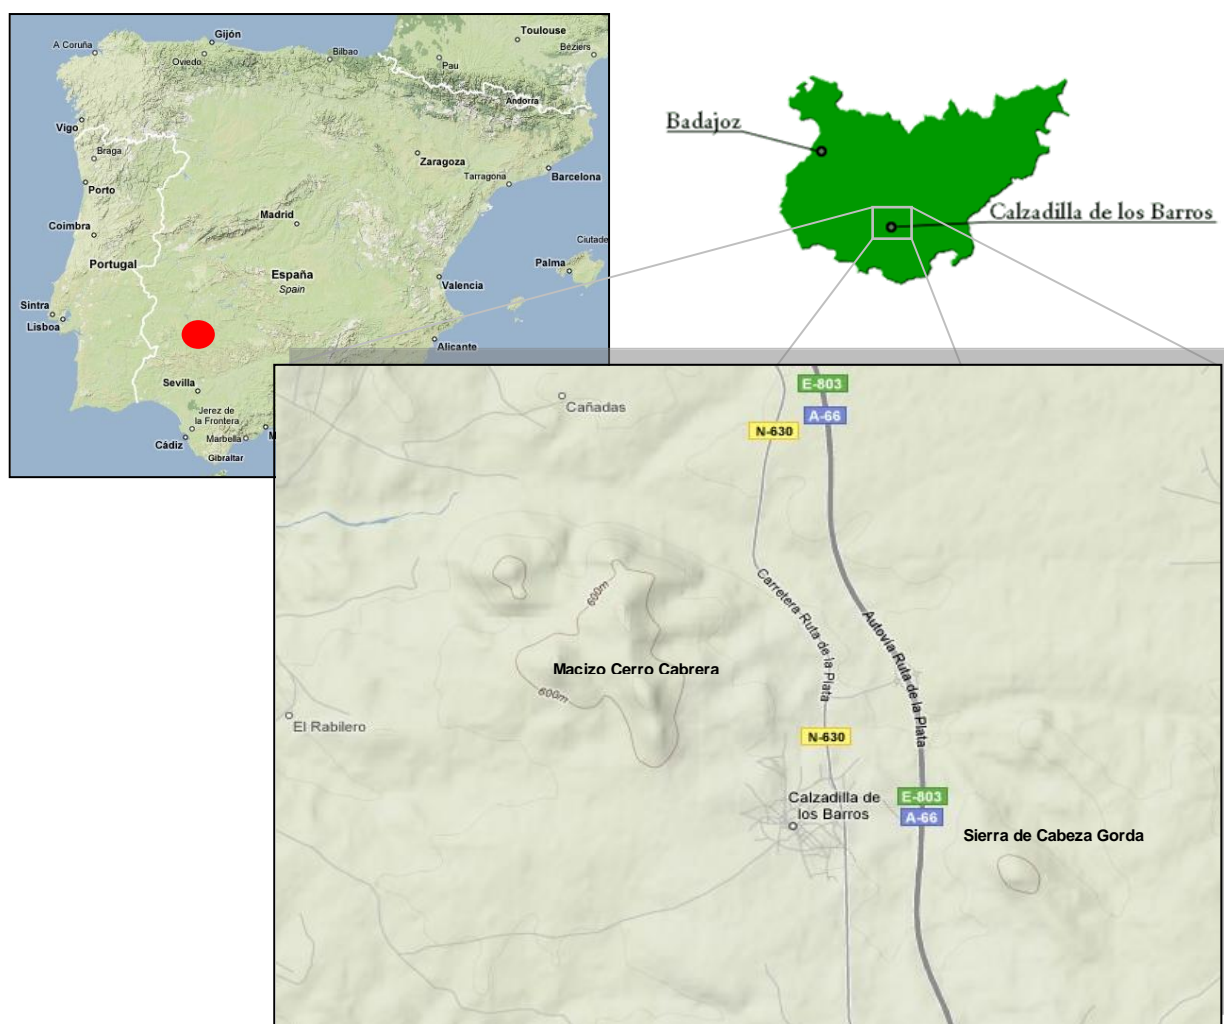 Gijón
Toulouse
A Coruña
Oviedo
Bilbao
Béziers
Pau
Andorra
Vigo
Braga
Zaragoza
Tarragona
Barcelona
Porto
Madrid
Coimbra
Ciutade
Portugal
Palma
España
Spain
Valencia
Sintra
Lisboa
Alicante
Sevilla
Jerez de
la Frontera
Marbella
M
Cádiz
Gibraltar
Badajoz
Calzadilla de los Barros
E-803
Cañadas
A-66
N-630
600m
Carretera Ruta de la Plata
Autovía Ruta de la Plata
Macizo Cerro Cabrera
600m
El Rabilero
N-630
Calzadilla de
los Barros
E-803
A-66
Sierra de Cabeza Gorda